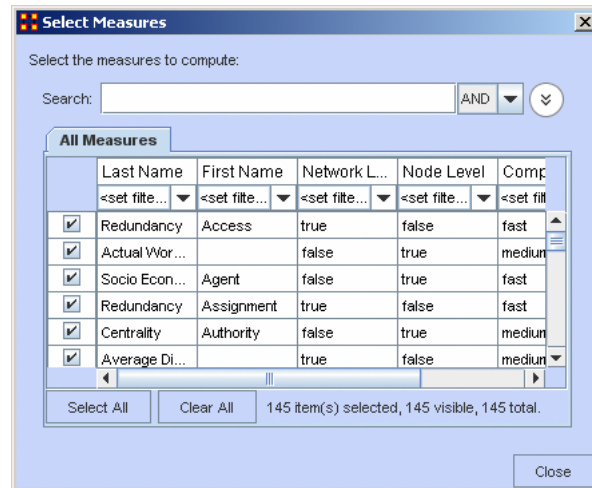 Select Measures
Select the measures to compute:
Search: AND
All Measures
Last Name First Name Network L... Node Level Comp
<set filte... <set filte... <set filte... <set filte... <set filt
Redundancy Access true false fast
Actual Wor... false true medium
Socio Econ... Agent false true fast
Redundancy Assignment true false fast
Centrality Authority false true medium
Average Di... true false medium
Select All Clear All 145 item(s) selected, 145 visible, 145 total.
Close